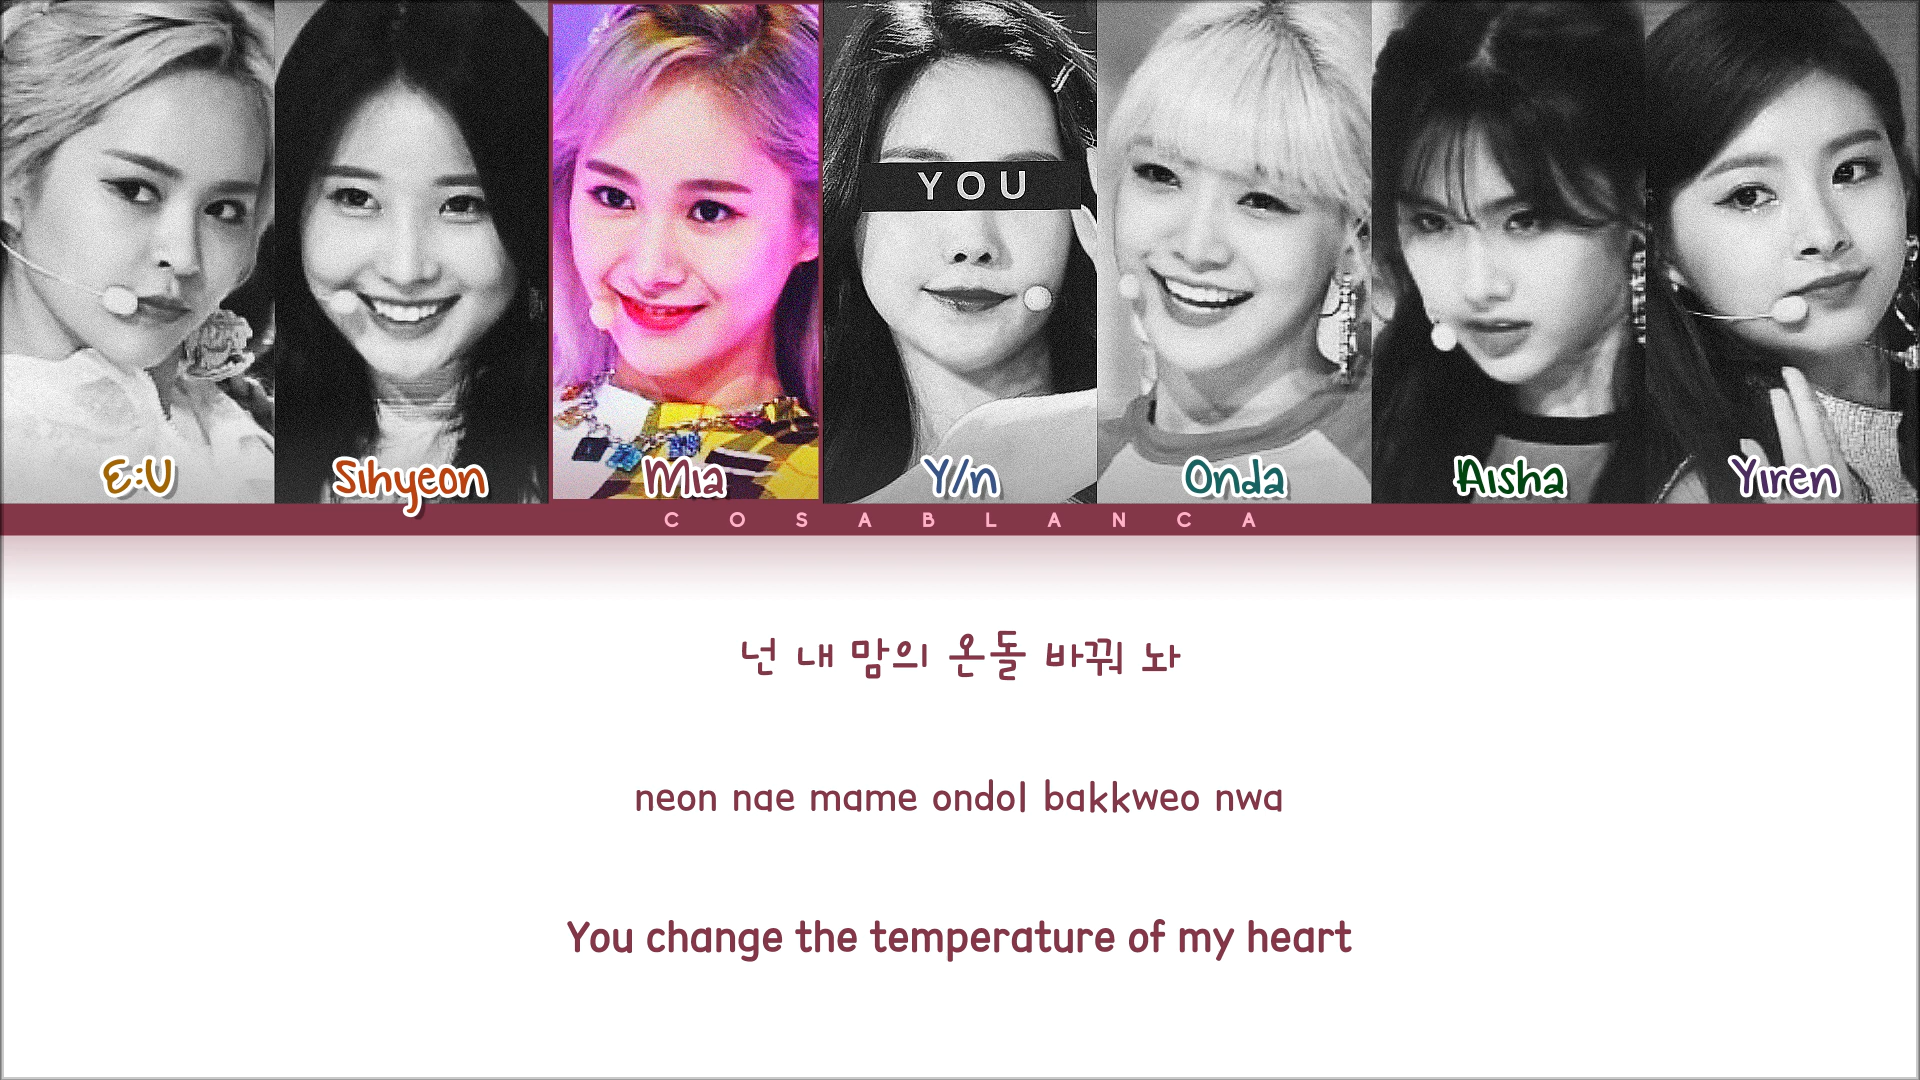 YOU
E:U Sihyeon Mia Y/n Onda Aisha Yiren
COSABLANCA
넌 내 맘의 온돌 바꿔 놔
neon nae mame ondol bakkweo nwa
You change the temperature of my heart